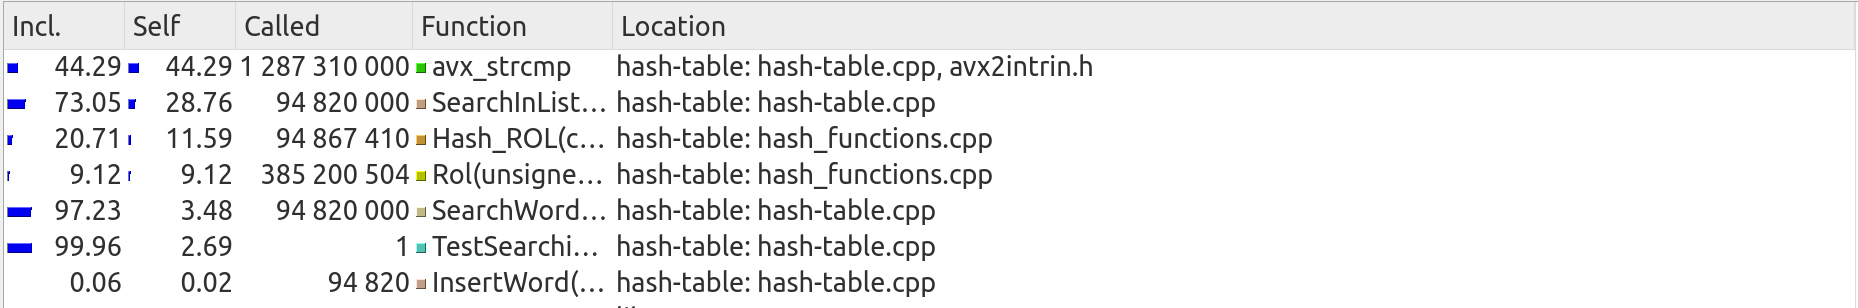 Incl. Self Called Function Location
44.29 44.29 1 287 310 000 avx_strcmp hash-table: hash-table.cpp, avx2intrin.h
73.05 28.76 94 820 000 SearchInList... hash-table: hash-table.cpp
20.71 11.59 94 867 410 Hash_ROL(c... hash-table: hash_functions.cpp
9.12 9.12 385 200 504 Rol(unsigne... hash-table: hash_functions.cpp
97.23 3.48 94 820 000 SearchWord... hash-table: hash-table.cpp
99.96 2.69 1 TestSearchi... hash-table: hash-table.cpp
0.06 0.02 94 820 InsertWord(... hash-table: hash-table.cpp